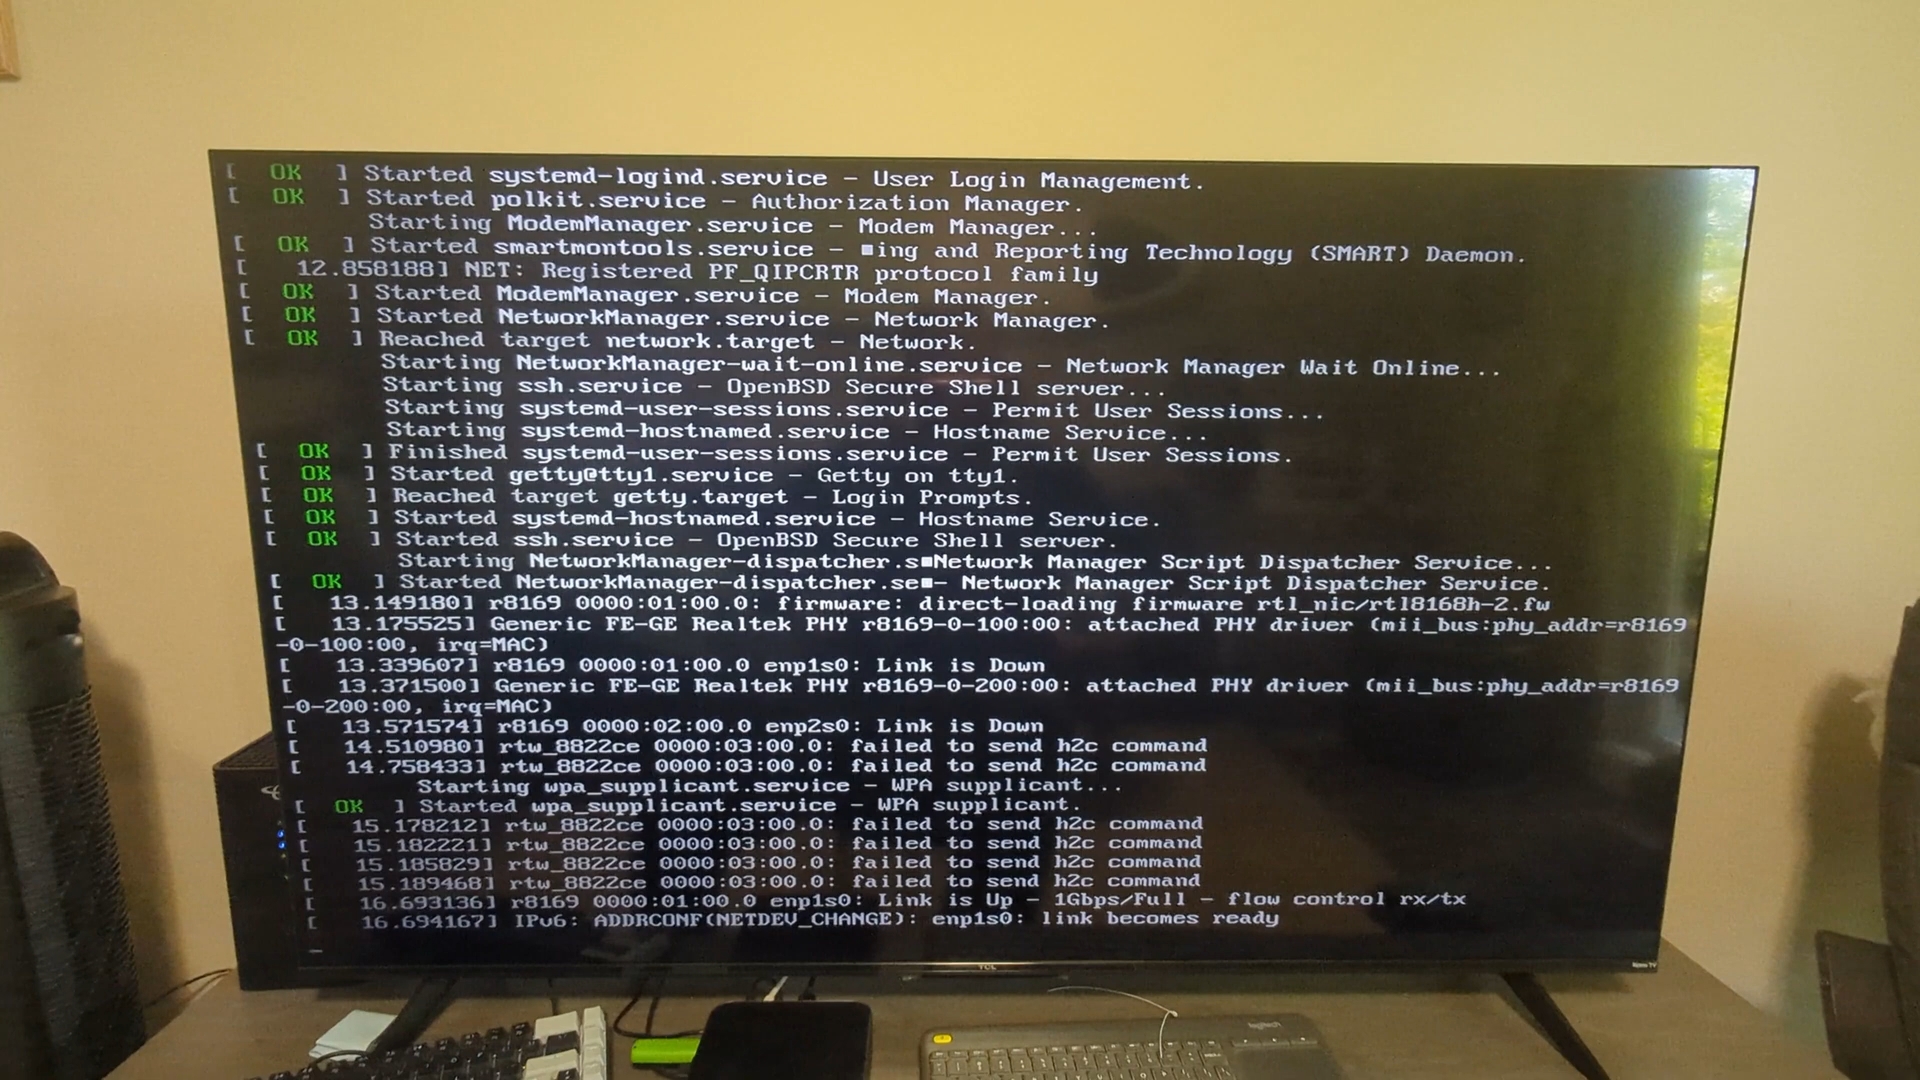 [  OK  ] Started systemd-logind.service - User Login Management.
[  OK  ] Started polkit.service - Authorization Manager.
Starting ModemManager.service - Modem Manager...
[  OK  ] Started smartmontools.service - ■ing and Reporting Technology (SMART) Daemon.
[   12.858188] NET: Registered PF_QIPCRTR protocol family
[  OK  ] Started ModemManager.service - Modem Manager.
[  OK  ] Started NetworkManager.service - Network Manager.
[  OK  ] Reached target network.target - Network.
Starting NetworkManager-wait-online.service - Network Manager Wait Online...
Starting ssh.service - OpenBSD Secure Shell server...
Starting systemd-user-sessions.service - Permit User Sessions...
Starting systemd-hostnamed.service - Hostname Service...
[  OK  ] Finished systemd-user-sessions.service - Permit User Sessions.
[  OK  ] Started getty@tty1.service - Getty on tty1.
[  OK  ] Reached target getty.target - Login Prompts.
[  OK  ] Started systemd-hostnamed.service - Hostname Service.
[  OK  ] Started ssh.service - OpenBSD Secure Shell server.
Starting NetworkManager-dispatcher.s■Network Manager Script Dispatcher Service...
[  OK  ] Started NetworkManager-dispatcher.se■- Network Manager Script Dispatcher Service.
[   13.149180] r8169 0000:01:00.0: firmware: direct-loading firmware rtl_nic/rtl8168h-2.fw
[   13.175525] Generic FE-GE Realtek PHY r8169-0-100:00: attached PHY driver (mii_bus:phy_addr=r8169
-0-100:00, irq=MAC)
[   13.339607] r8169 0000:01:00.0 enp1s0: Link is Down
[   13.371500] Generic FE-GE Realtek PHY r8169-0-200:00: attached PHY driver (mii_bus:phy_addr=r8169
-0-200:00, irq=MAC)
[   13.571574] r8169 0000:02:00.0 enp2s0: Link is Down
[   14.510980] rtw_8822ce 0000:03:00.0: failed to send h2c command
[   14.758433] rtw_8822ce 0000:03:00.0: failed to send h2c command
Starting wpa_supplicant.service - WPA supplicant...
[  OK  ] Started wpa_supplicant.service - WPA supplicant.
[   15.178212] rtw_8822ce 0000:03:00.0: failed to send h2c command
[   15.182221] rtw_8822ce 0000:03:00.0: failed to send h2c command
[   15.185829] rtw_8822ce 0000:03:00.0: failed to send h2c command
[   15.189468] rtw_8822ce 0000:03:00.0: failed to send h2c command
[   16.693136] r8169 0000:01:00.0 enp1s0: Link is Up - 1Gbps/Full - flow control rx/tx
[   16.694167] IPv6: ADDRCONF(NETDEV_CHANGE): enp1s0: link becomes ready
TCL
Roku TV
logitech